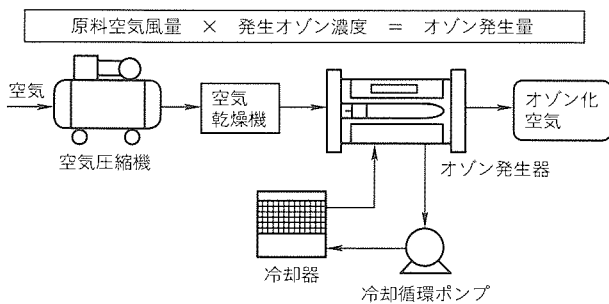 原料空気風量 × 発生オゾン濃度 = オゾン発生量
空気
空気圧縮機
空気
乾燥機
オゾン発生器
オゾン化
空気
冷却器
冷却循環ポンプ